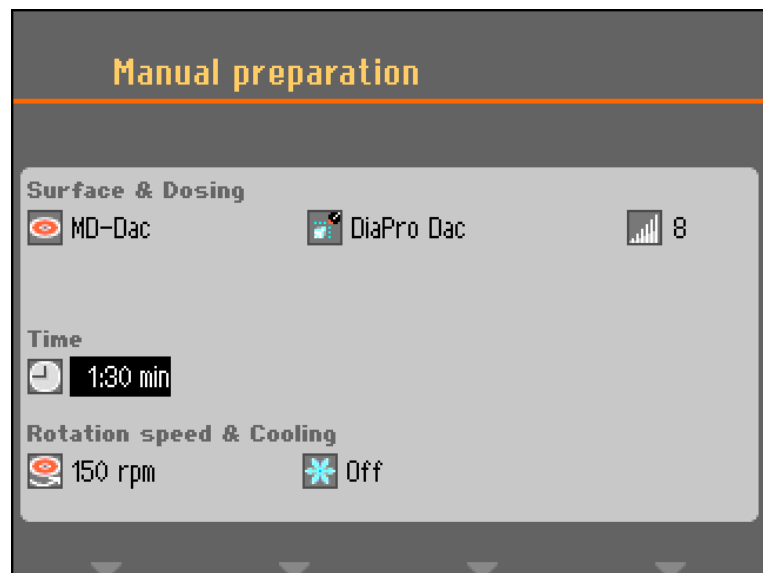 Manual preparation
Surface & Dosing
MD-Dac DiaPro Dac 8
Time
1:30 min
Rotation speed & Cooling
150 rpm Off